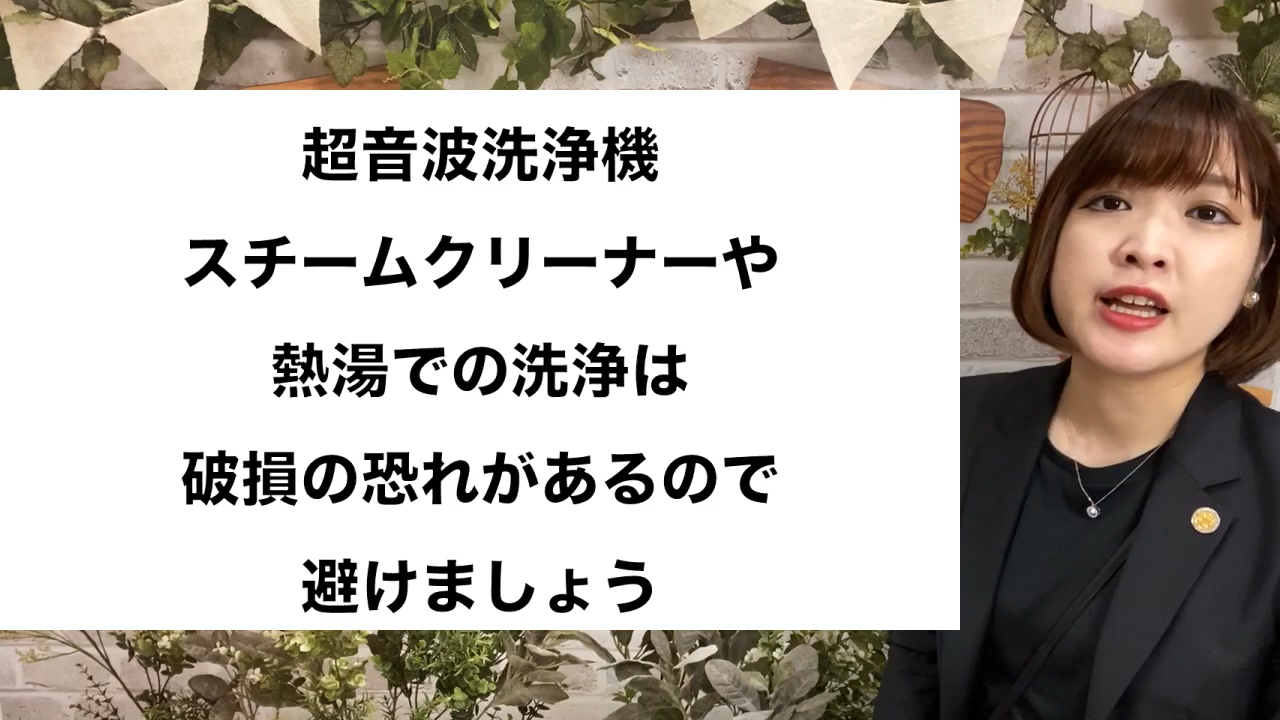 超音波洗浄機
スチームクリーナーや
熱湯での洗浄は
破損の恐れがあるので
避けましょう